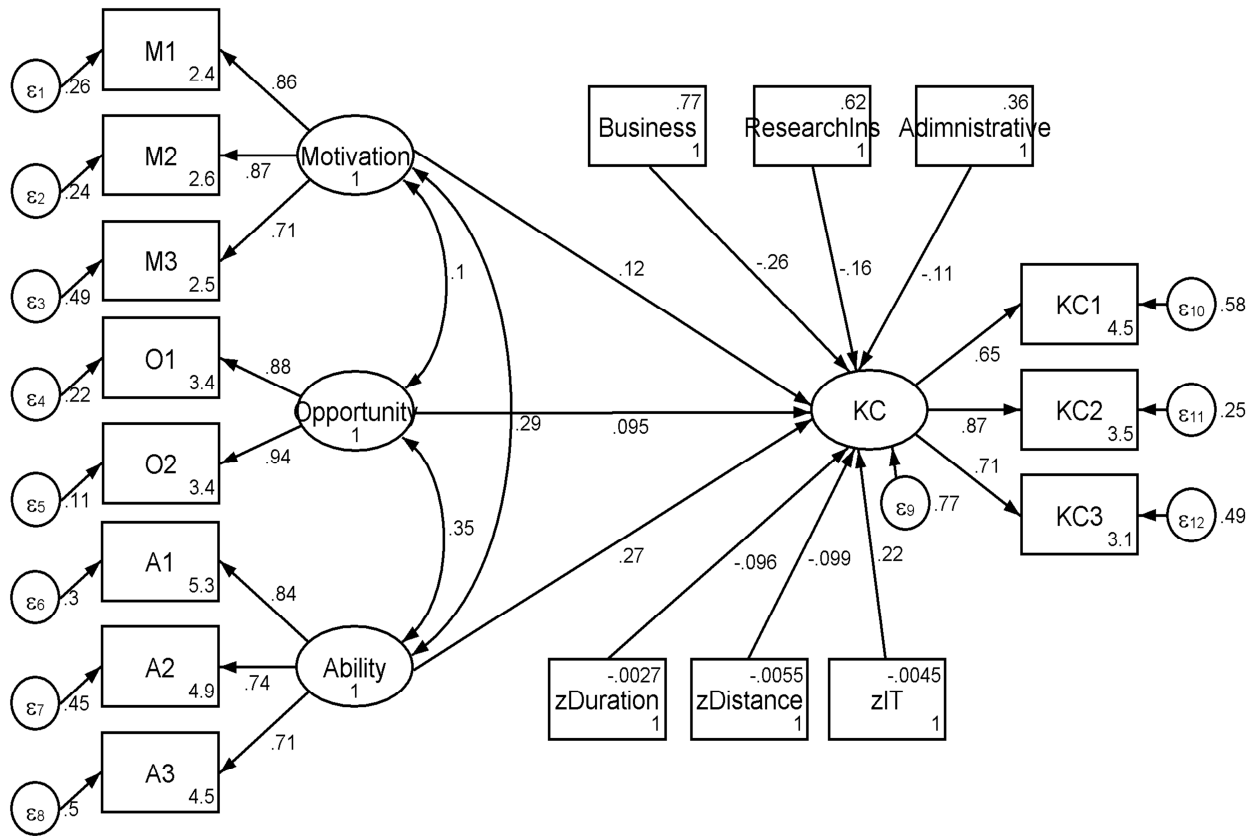 M1
2.4
ε1
.26
.86
M2
2.6
ε2
.24
.87
M3
2.5
ε3
.49
.71
Motivation
1
O1
3.4
ε4
.22
.88
O2
3.4
ε5
.11
.94
Opportunity
1
A1
5.3
ε6
.3
.84
A2
4.9
ε7
.45
.74
A3
4.5
ε8
.5
.71
Ability
1
.1
.29
.35
.12
.095
.27
.77
Business
1
.62
ResearchIns
1
.36
Adimnistrative
1
-.26
-.16
-.11
KC
ε9
.77
-.096
-.099
.22
-.0027
zDuration
1
-.0055
zDistance
1
-.0045
zIT
1
.65
KC1
4.5
ε10
.58
.87
KC2
3.5
ε11
.25
.71
KC3
3.1
ε12
.49